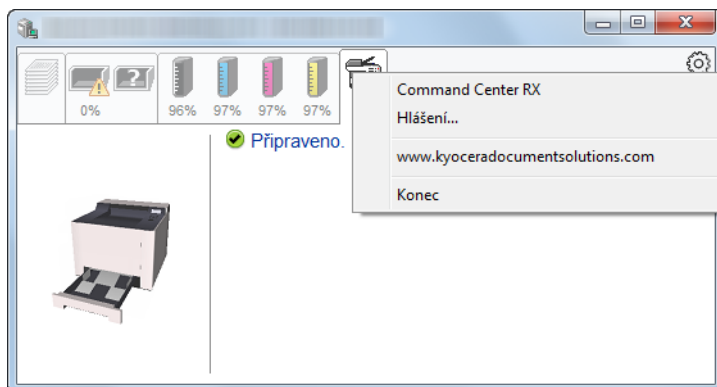 ?
0%
96%
97%
97%
97%
Připraveno.
Command Center RX
Hlášení...
www.kyoceradocumentsolutions.com
Konec